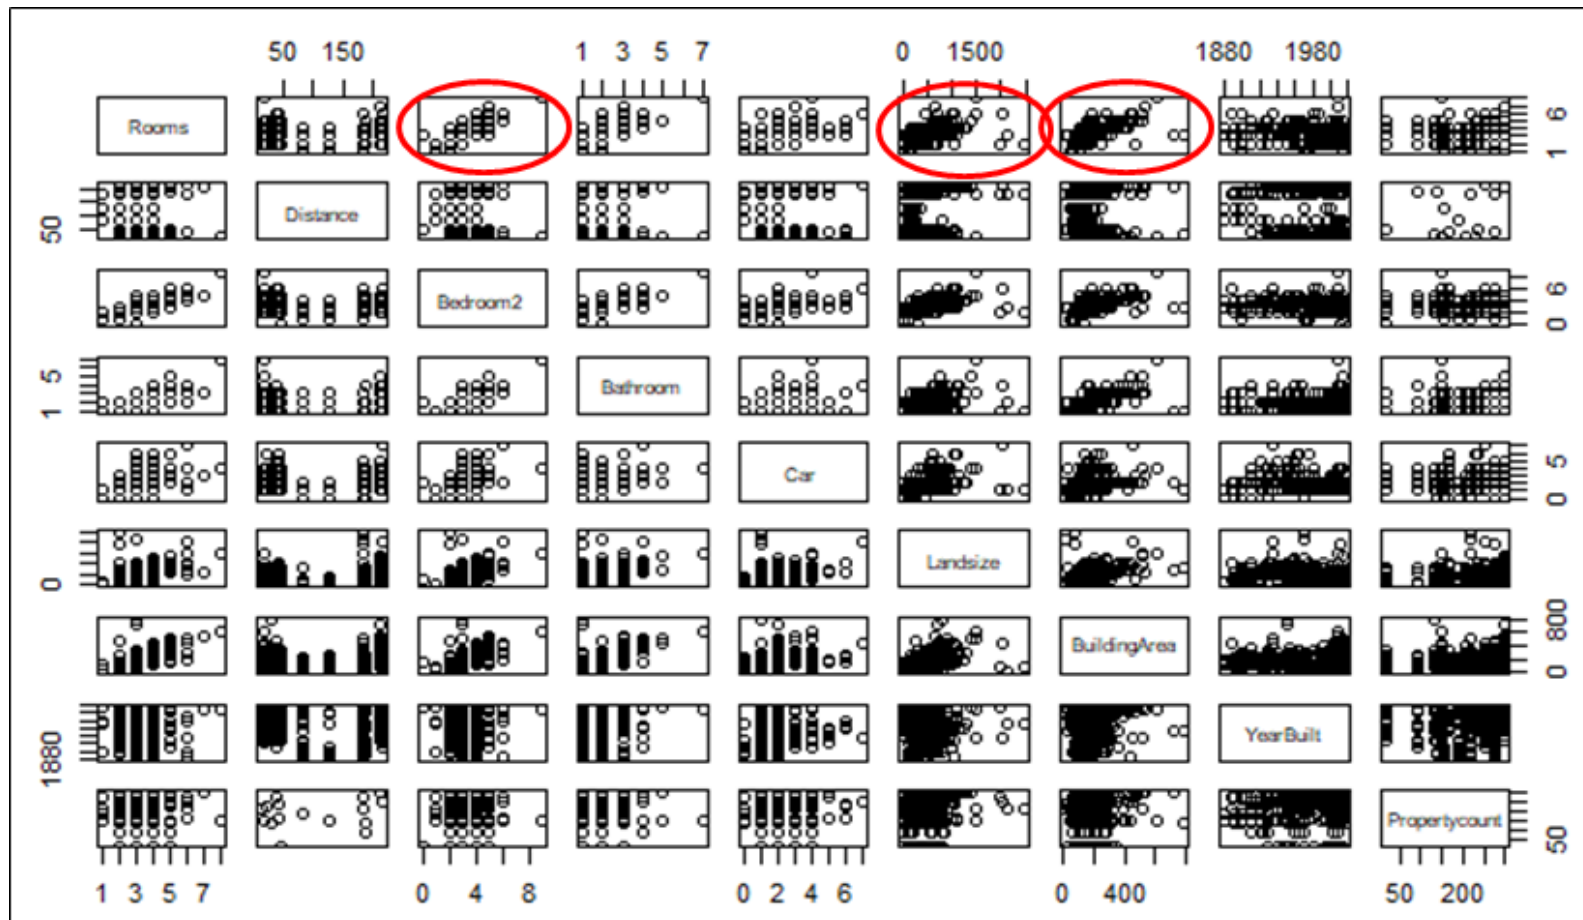 50 150 1 3 5 7 0 1500 1880 1980
Rooms
6
1
Distance
50
Bedroom2
6
0
Bathroom
5
1
Car
5
0
Landsize
0
BuildingArea
800
0
YearBuilt
1880
Propertycount
50
1 3 5 7 0 4 8 0 2 4 6 0 400 50 200